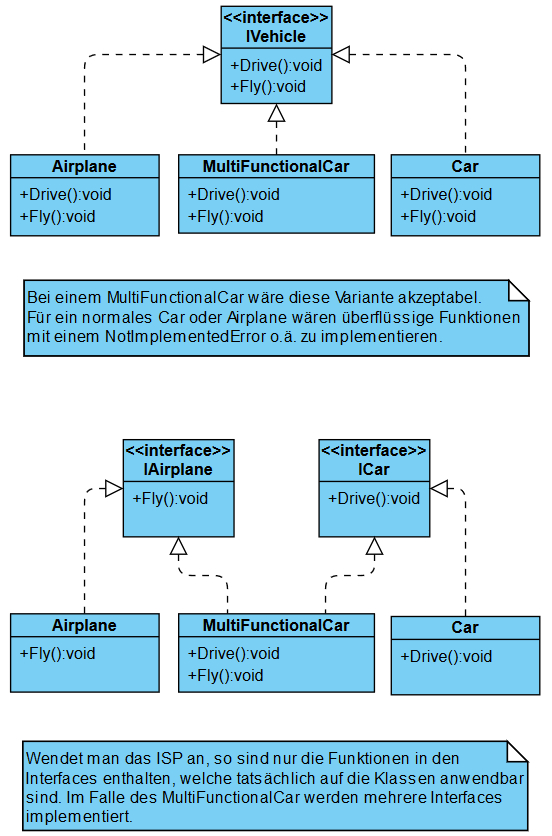 <<interface>>
IVehicle
+Drive():void
+Fly():void
Airplane
+Drive():void
+Fly():void
MultiFunctionalCar
+Drive():void
+Fly():void
Car
+Drive():void
+Fly():void
Bei einem MultiFunctionalCar wäre diese Variante akzeptabel.
Für ein normales Car oder Airplane wären überflüssige Funktionen
mit einem NotImplementedError o.ä. zu implementieren.
<<interface>>
IAirplane
+Fly():void
<<interface>>
ICar
+Drive():void
Airplane
+Fly():void
MultiFunctionalCar
+Drive():void
+Fly():void
Car
+Drive():void
Wendet man das ISP an, so sind nur die Funktionen in den
Interfaces enthalten, welche tatsächlich auf die Klassen anwendbar
sind. Im Falle des MultiFunctionalCar werden mehrere Interfaces
implementiert.